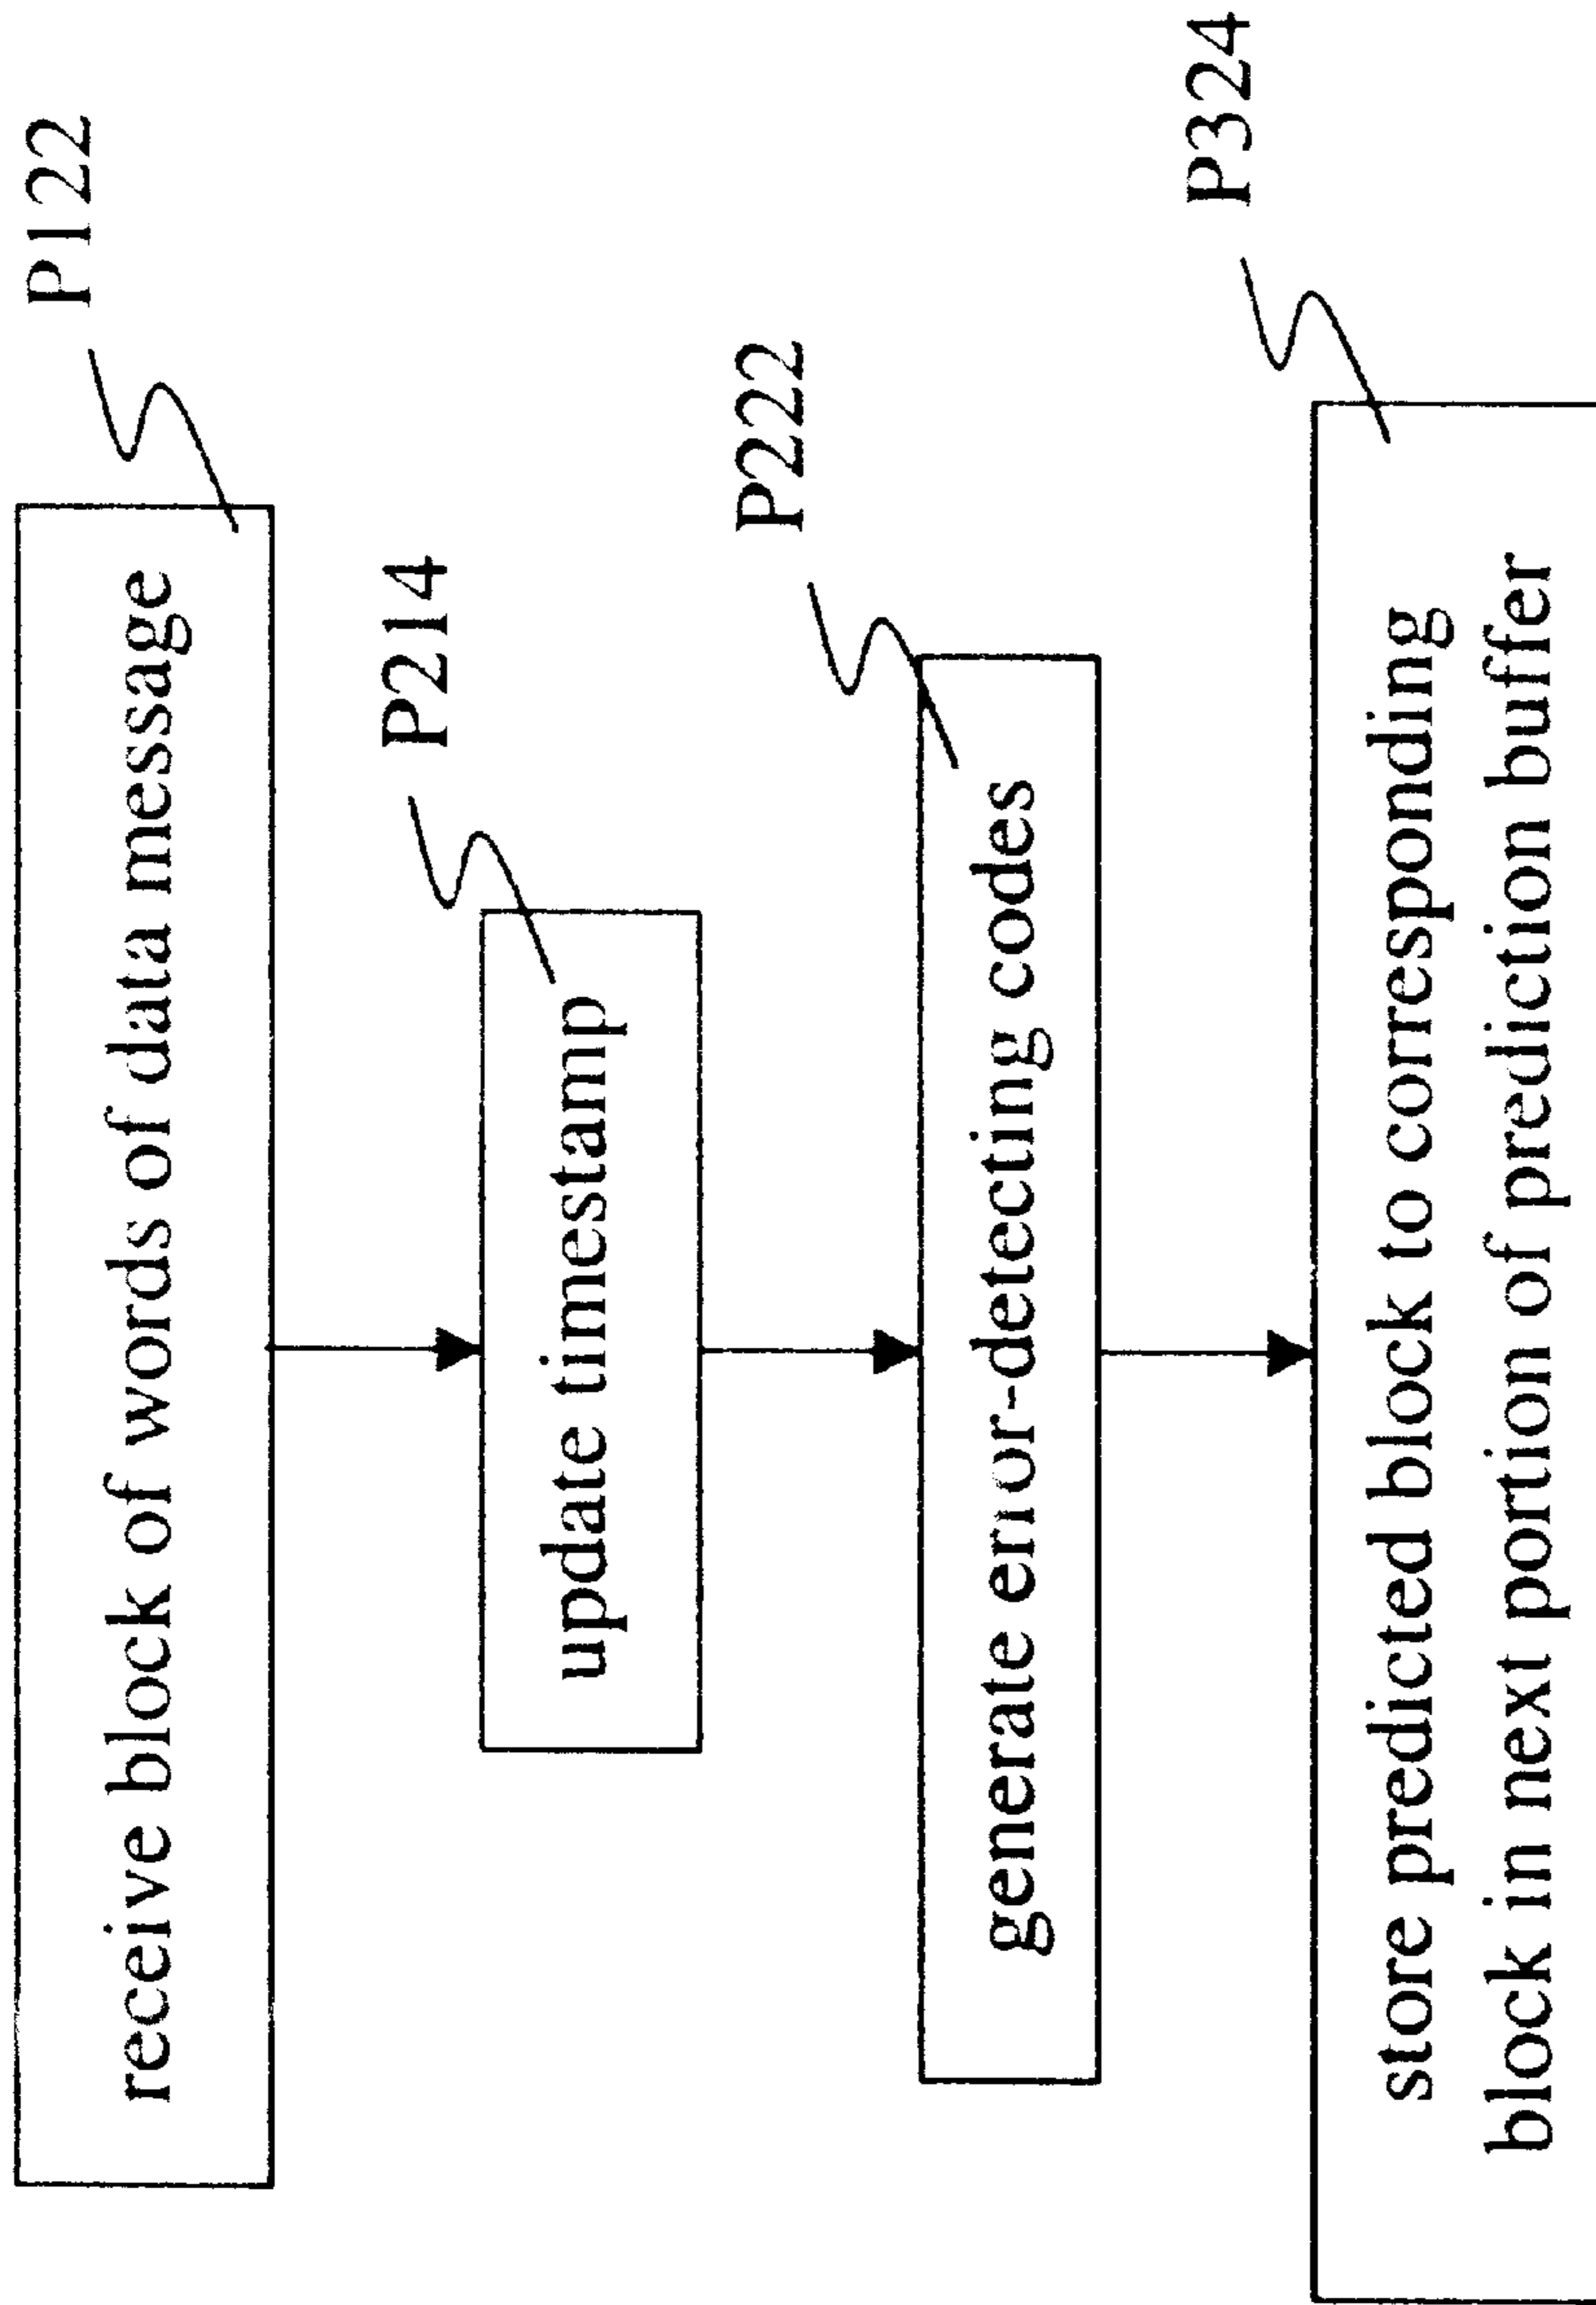 receive block of words of data message
P122
update timestamp
P214
generate error-detecting codes
P222
store predicted block to corresponding
block in next portion of prediction buffer
P324